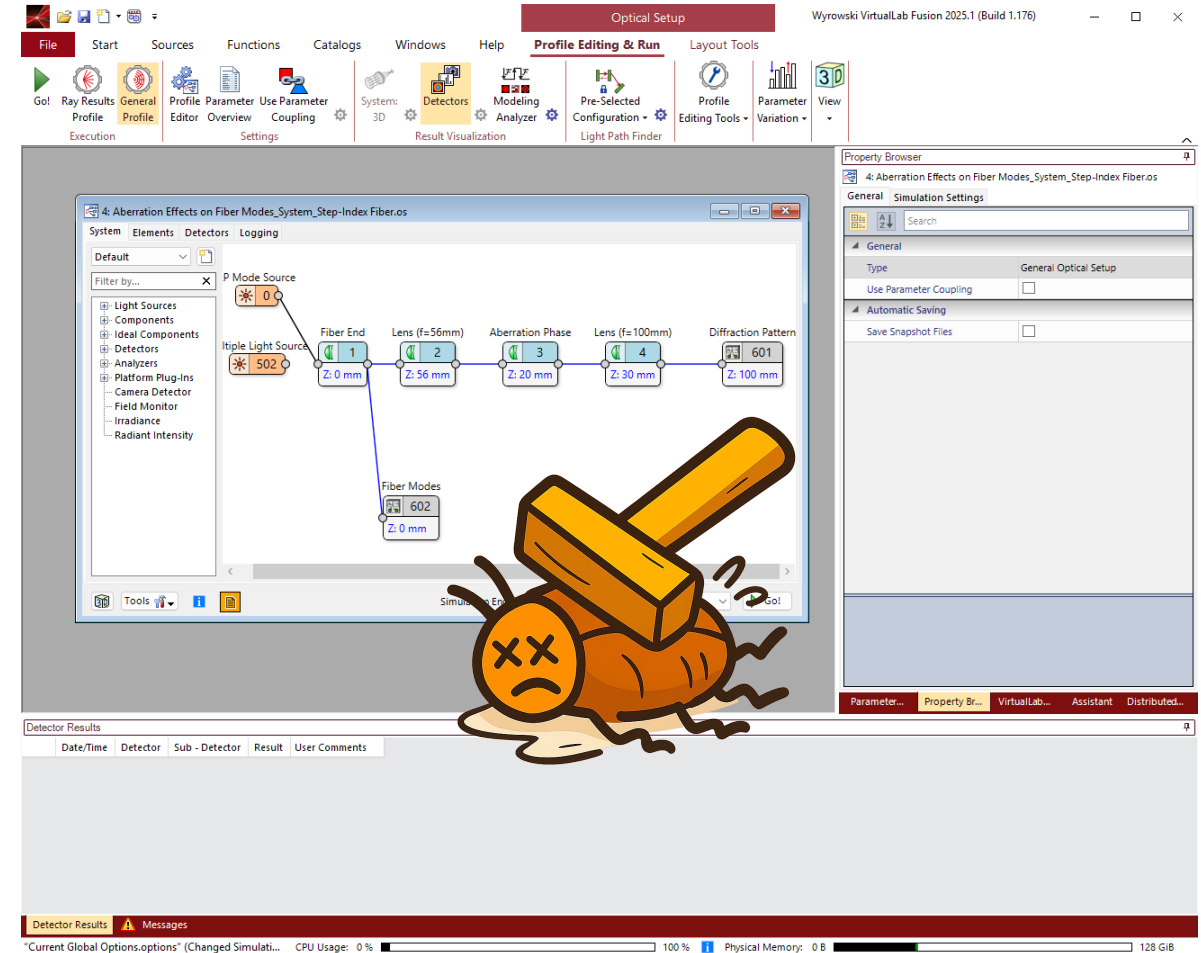 Optical Setup
Wyrowski VirtualLab Fusion 2025.1 (Build 1.176)
File Start Sources Functions Catalogs Windows Help Profile Editing & Run Layout Tools
Go! Ray Results Profile General Profile Profile Editor Parameter Overview Use Parameter Coupling System: 3D Detectors Modeling Analyzer Pre-Selected Configuration Profile Editing Tools Parameter Variation 3D View
Execution Settings Result Visualization Light Path Finder
Property Browser
4: Aberration Effects on Fiber Modes_System_Step-Index Fiber.os
General Simulation Settings
Search
General
Type General Optical Setup
Use Parameter Coupling
Automatic Saving
Save Snapshot Files
4: Aberration Effects on Fiber Modes_System_Step-Index Fiber.os
System Elements Detectors Logging
Default
Filter by...
Light Sources
Components
Ideal Components
Detectors
Analyzers
Platform Plug-Ins
Camera Detector
Field Monitor
Irradiance
Radiant Intensity
P Mode Source
0
ltiple Light Source
502
Fiber End
1
Z: 0 mm
Lens (f=56mm)
2
Z: 56 mm
Aberration Phase
3
Z: 20 mm
Lens (f=100mm)
4
Z: 30 mm
Diffraction Pattern
601
Z: 100 mm
Fiber Modes
602
Z: 0 mm
Tools
Go!
Parameter... Property Br... VirtualLab... Assistant Distributed...
Detector Results
Date/Time Detector Sub - Detector Result User Comments
Detector Results Messages
"Current Global Options.options" (Changed Simulati... CPU Usage: 0 % 100 % Physical Memory: 0 B 128 GiB